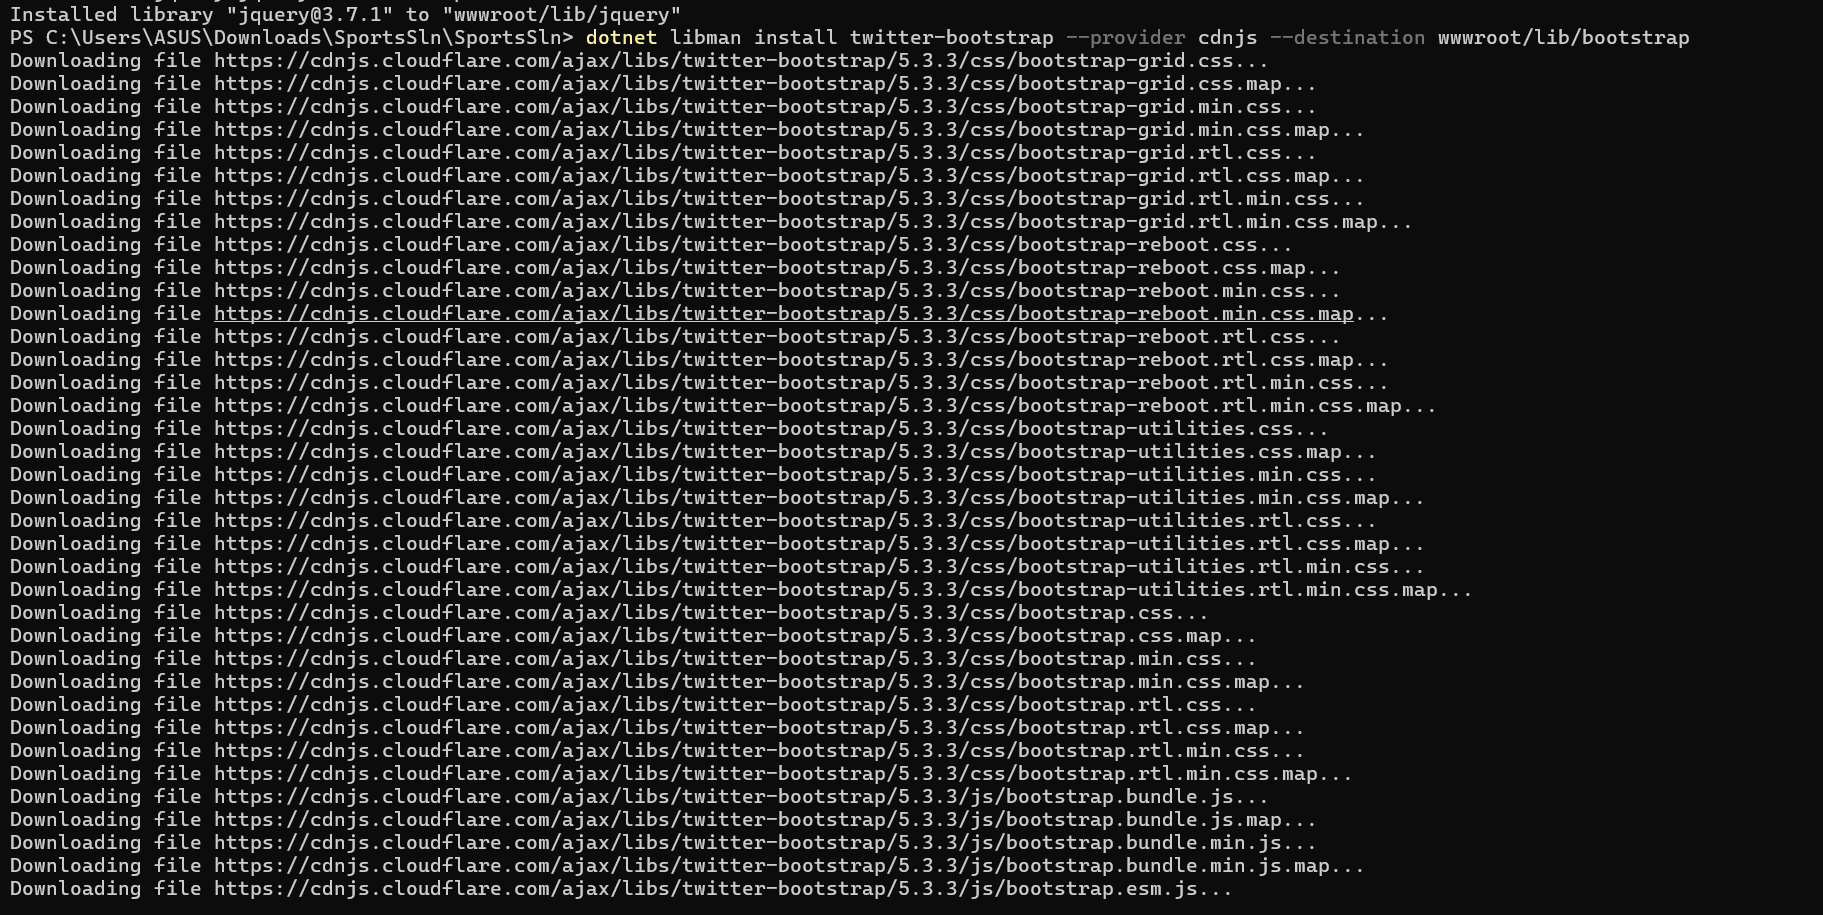 Installed library "jquery@3.7.1" to "wwwroot/lib/jquery"
PS C:\Users\ASUS\Downloads\SportsSln\SportsSln> dotnet libman install twitter-bootstrap --provider cdnjs --destination wwwroot/lib/bootstrap
Downloading file https://cdnjs.cloudflare.com/ajax/libs/twitter-bootstrap/5.3.3/css/bootstrap-grid.css...
Downloading file https://cdnjs.cloudflare.com/ajax/libs/twitter-bootstrap/5.3.3/css/bootstrap-grid.css.map...
Downloading file https://cdnjs.cloudflare.com/ajax/libs/twitter-bootstrap/5.3.3/css/bootstrap-grid.min.css...
Downloading file https://cdnjs.cloudflare.com/ajax/libs/twitter-bootstrap/5.3.3/css/bootstrap-grid.min.css.map...
Downloading file https://cdnjs.cloudflare.com/ajax/libs/twitter-bootstrap/5.3.3/css/bootstrap-grid.rtl.css...
Downloading file https://cdnjs.cloudflare.com/ajax/libs/twitter-bootstrap/5.3.3/css/bootstrap-grid.rtl.css.map...
Downloading file https://cdnjs.cloudflare.com/ajax/libs/twitter-bootstrap/5.3.3/css/bootstrap-grid.rtl.min.css...
Downloading file https://cdnjs.cloudflare.com/ajax/libs/twitter-bootstrap/5.3.3/css/bootstrap-grid.rtl.min.css.map...
Downloading file https://cdnjs.cloudflare.com/ajax/libs/twitter-bootstrap/5.3.3/css/bootstrap-reboot.css...
Downloading file https://cdnjs.cloudflare.com/ajax/libs/twitter-bootstrap/5.3.3/css/bootstrap-reboot.css.map...
Downloading file https://cdnjs.cloudflare.com/ajax/libs/twitter-bootstrap/5.3.3/css/bootstrap-reboot.min.css...
Downloading file https://cdnjs.cloudflare.com/ajax/libs/twitter-bootstrap/5.3.3/css/bootstrap-reboot.min.css.map...
Downloading file https://cdnjs.cloudflare.com/ajax/libs/twitter-bootstrap/5.3.3/css/bootstrap-reboot.rtl.css...
Downloading file https://cdnjs.cloudflare.com/ajax/libs/twitter-bootstrap/5.3.3/css/bootstrap-reboot.rtl.css.map...
Downloading file https://cdnjs.cloudflare.com/ajax/libs/twitter-bootstrap/5.3.3/css/bootstrap-reboot.rtl.min.css...
Downloading file https://cdnjs.cloudflare.com/ajax/libs/twitter-bootstrap/5.3.3/css/bootstrap-reboot.rtl.min.css.map...
Downloading file https://cdnjs.cloudflare.com/ajax/libs/twitter-bootstrap/5.3.3/css/bootstrap-utilities.css...
Downloading file https://cdnjs.cloudflare.com/ajax/libs/twitter-bootstrap/5.3.3/css/bootstrap-utilities.css.map...
Downloading file https://cdnjs.cloudflare.com/ajax/libs/twitter-bootstrap/5.3.3/css/bootstrap-utilities.min.css...
Downloading file https://cdnjs.cloudflare.com/ajax/libs/twitter-bootstrap/5.3.3/css/bootstrap-utilities.min.css.map...
Downloading file https://cdnjs.cloudflare.com/ajax/libs/twitter-bootstrap/5.3.3/css/bootstrap-utilities.rtl.css...
Downloading file https://cdnjs.cloudflare.com/ajax/libs/twitter-bootstrap/5.3.3/css/bootstrap-utilities.rtl.css.map...
Downloading file https://cdnjs.cloudflare.com/ajax/libs/twitter-bootstrap/5.3.3/css/bootstrap-utilities.rtl.min.css...
Downloading file https://cdnjs.cloudflare.com/ajax/libs/twitter-bootstrap/5.3.3/css/bootstrap-utilities.rtl.min.css.map...
Downloading file https://cdnjs.cloudflare.com/ajax/libs/twitter-bootstrap/5.3.3/css/bootstrap.css...
Downloading file https://cdnjs.cloudflare.com/ajax/libs/twitter-bootstrap/5.3.3/css/bootstrap.css.map...
Downloading file https://cdnjs.cloudflare.com/ajax/libs/twitter-bootstrap/5.3.3/css/bootstrap.min.css...
Downloading file https://cdnjs.cloudflare.com/ajax/libs/twitter-bootstrap/5.3.3/css/bootstrap.min.css.map...
Downloading file https://cdnjs.cloudflare.com/ajax/libs/twitter-bootstrap/5.3.3/css/bootstrap.rtl.css...
Downloading file https://cdnjs.cloudflare.com/ajax/libs/twitter-bootstrap/5.3.3/css/bootstrap.rtl.css.map...
Downloading file https://cdnjs.cloudflare.com/ajax/libs/twitter-bootstrap/5.3.3/css/bootstrap.rtl.min.css...
Downloading file https://cdnjs.cloudflare.com/ajax/libs/twitter-bootstrap/5.3.3/css/bootstrap.rtl.min.css.map...
Downloading file https://cdnjs.cloudflare.com/ajax/libs/twitter-bootstrap/5.3.3/js/bootstrap.bundle.js...
Downloading file https://cdnjs.cloudflare.com/ajax/libs/twitter-bootstrap/5.3.3/js/bootstrap.bundle.js.map...
Downloading file https://cdnjs.cloudflare.com/ajax/libs/twitter-bootstrap/5.3.3/js/bootstrap.bundle.min.js...
Downloading file https://cdnjs.cloudflare.com/ajax/libs/twitter-bootstrap/5.3.3/js/bootstrap.bundle.min.js.map...
Downloading file https://cdnjs.cloudflare.com/ajax/libs/twitter-bootstrap/5.3.3/js/bootstrap.esm.js...